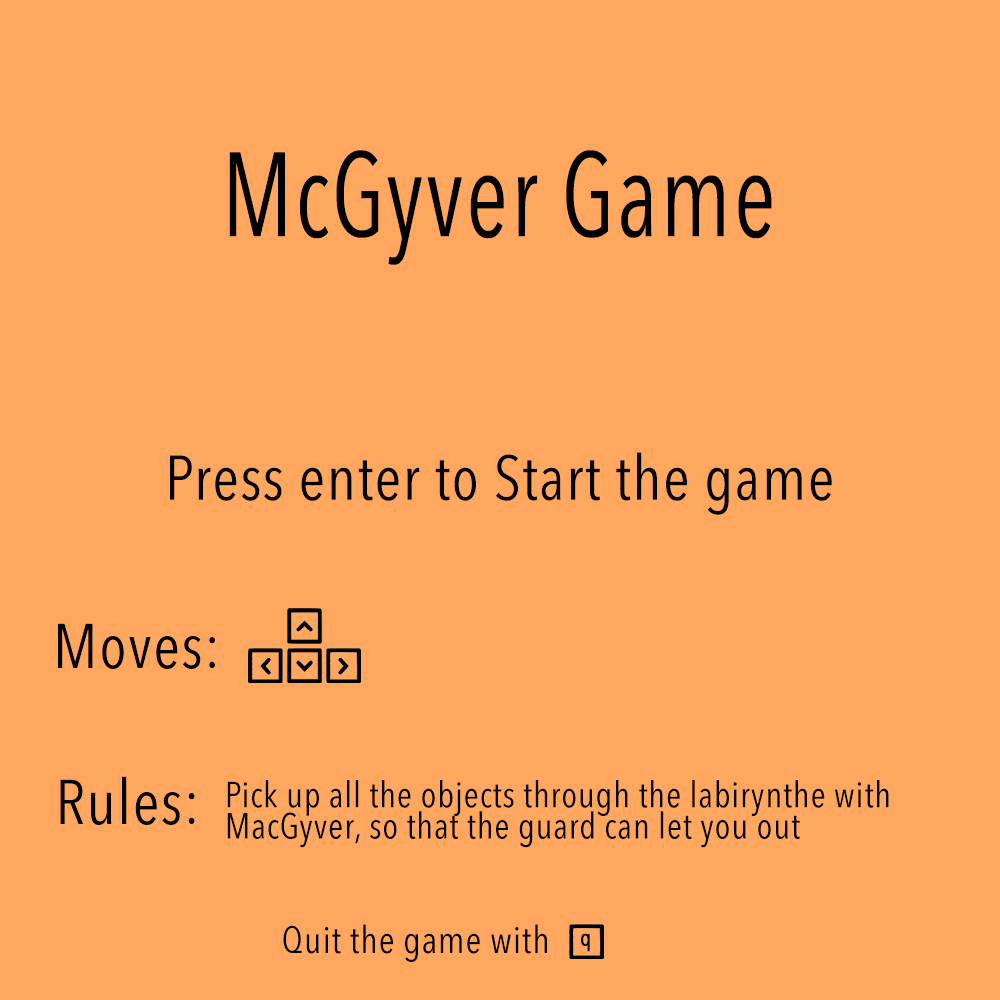 McGyver Game
Press enter to Start the game
Moves:
Rules:
Pick up all the objects through the labirynthe with
MacGyver, so that the guard can let you out
Quit the game with q